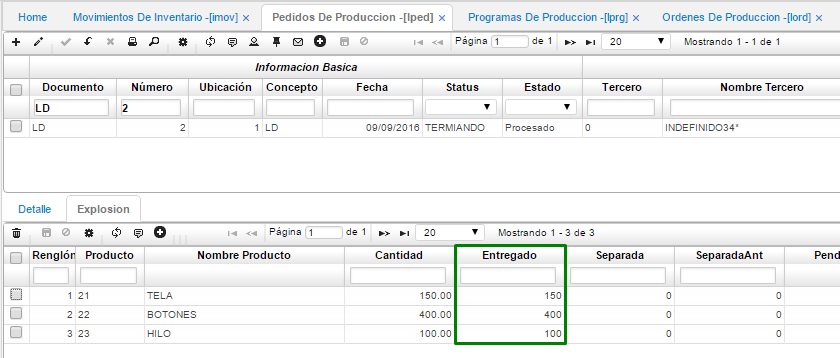 Home Movimientos De Inventario -[imov] x Pedidos De Produccion -[lped] x Programas De Produccion -[lprg] x Ordenes De Produccion -[lord] x
Página 1 de 1 20 Mostrando 1 - 1 de 1
Informacion Basica
Documento Número Ubicación Concepto Fecha Status Estado Tercero Nombre Tercero
LD 2
LD 2 1 LD 09/09/2016 TERMIANDO Procesado 0 INDEFINIDO34*
Detalle Explosion
Página 1 de 1 20 Mostrando 1 - 3 de 3
Renglón Producto Nombre Producto Cantidad Entregado Separada SeparadaAnt Pend
1 21 TELA 150.00 150 0 0
2 22 BOTONES 400.00 400 0 0
3 23 HILO 100.00 100 0 0